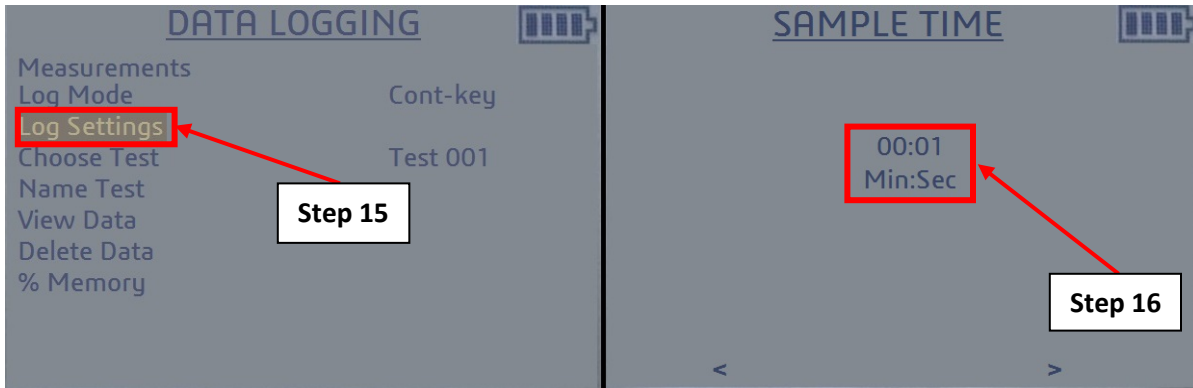 DATA LOGGING
Measurements
Log Mode Cont-key
Log Settings
Choose Test Test 001
Name Test
View Data
Delete Data
% Memory
Step 15
SAMPLE TIME
00:01
Min:Sec
Step 16
< >